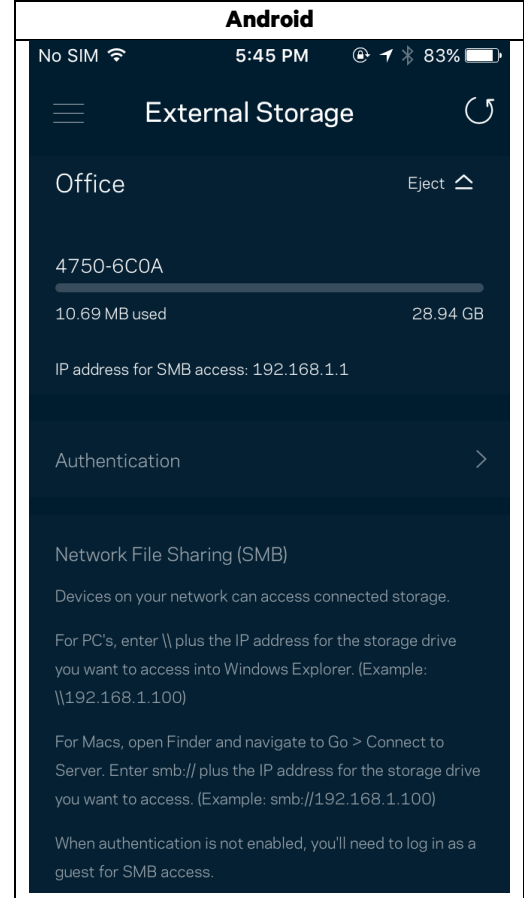 Android
No SIM 5:45 PM 83%
External Storage
Office Eject
4750-6C0A
10.69 MB used 28.94 GB
IP address for SMB access: 192.168.1.1
Authentication
Network File Sharing (SMB)
Devices on your network can access connected storage.
For PC's, enter \\ plus the IP address for the storage drive
you want to access into Windows Explorer. (Example:
\\192.168.1.100)
For Macs, open Finder and navigate to Go > Connect to
Server. Enter smb:// plus the IP address for the storage drive
you want to access. (Example: smb://192.168.1.100)
When authentication is not enabled, you'll need to log in as a
guest for SMB access.